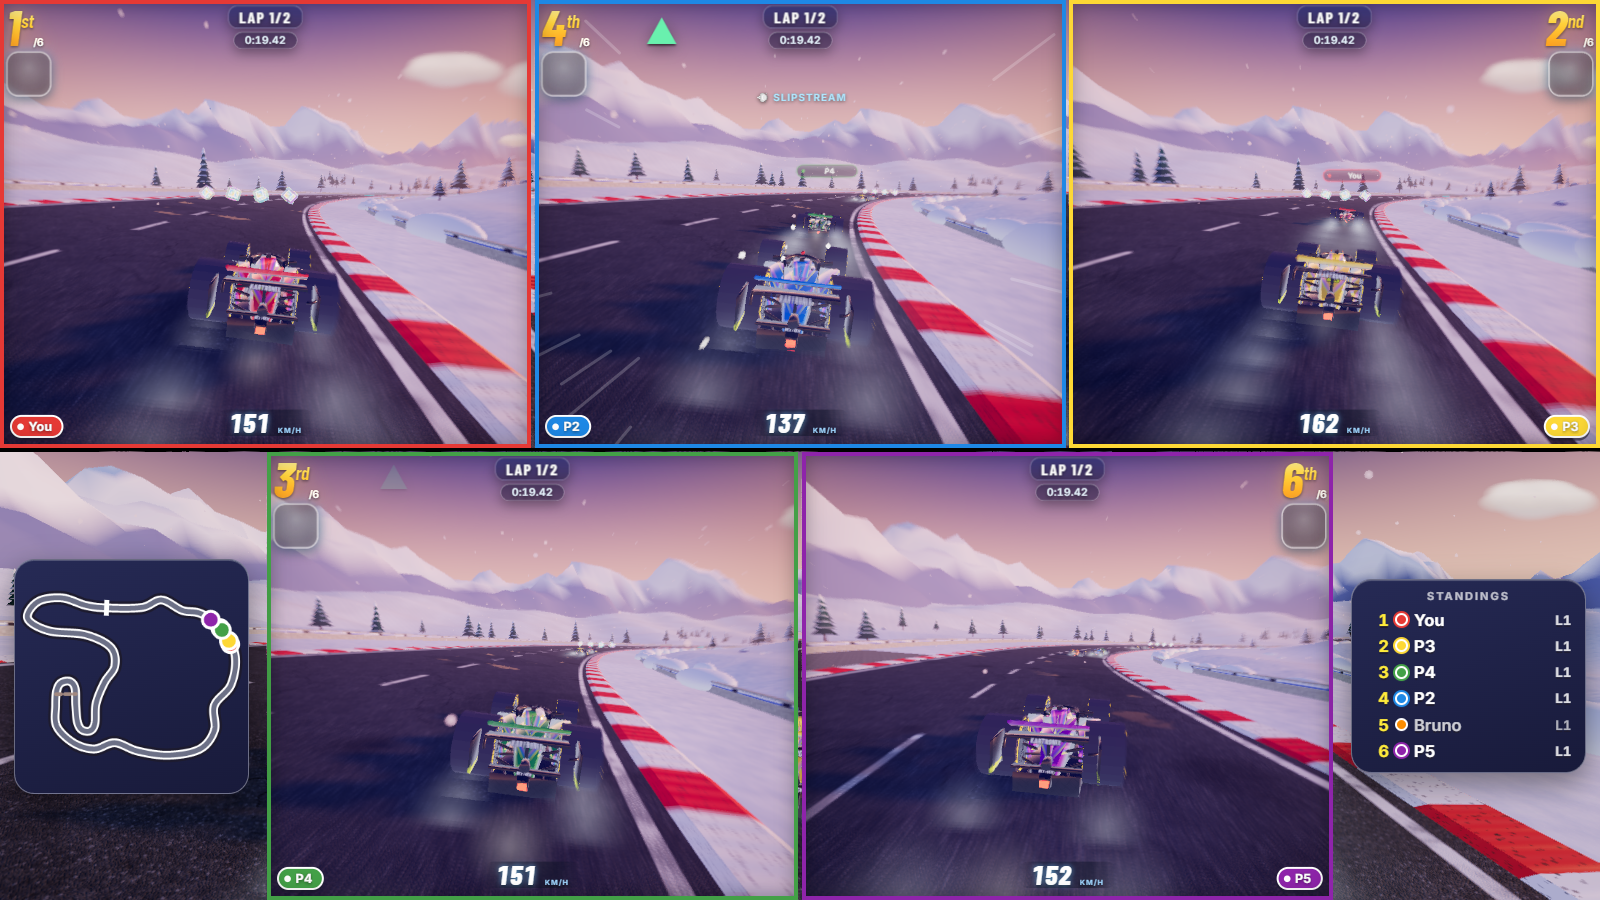 1st /6
LAP 1/2
0:19.42
151 KM/H
You
4th /6
LAP 1/2
0:19.42
SLIPSTREAM
P4
137 KM/H
P2
2nd /6
LAP 1/2
0:19.42
You
162 KM/H
P3
3rd /6
LAP 1/2
0:19.42
151 KM/H
P4
6th /6
LAP 1/2
0:19.42
152 KM/H
P5
STANDINGS
1 You L1
2 P3 L1
3 P4 L1
4 P2 L1
5 Bruno L1
6 P5 L1